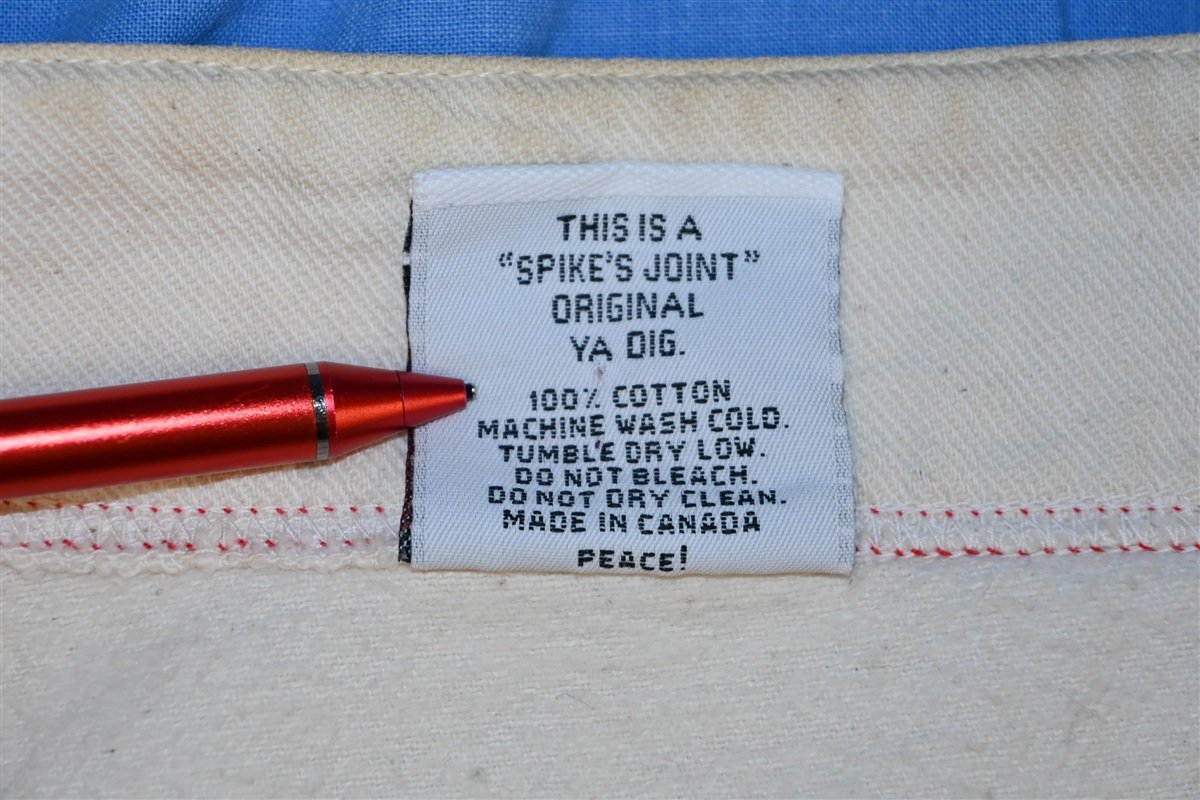 THIS IS A
"SPIKE'S JOINT"
ORIGINAL
YA DIG.
100% COTTON
MACHINE WASH COLD.
TUMBLE DRY LOW.
DO NOT BLEACH.
DO NOT DRY CLEAN.
MADE IN CANADA
PEACE!